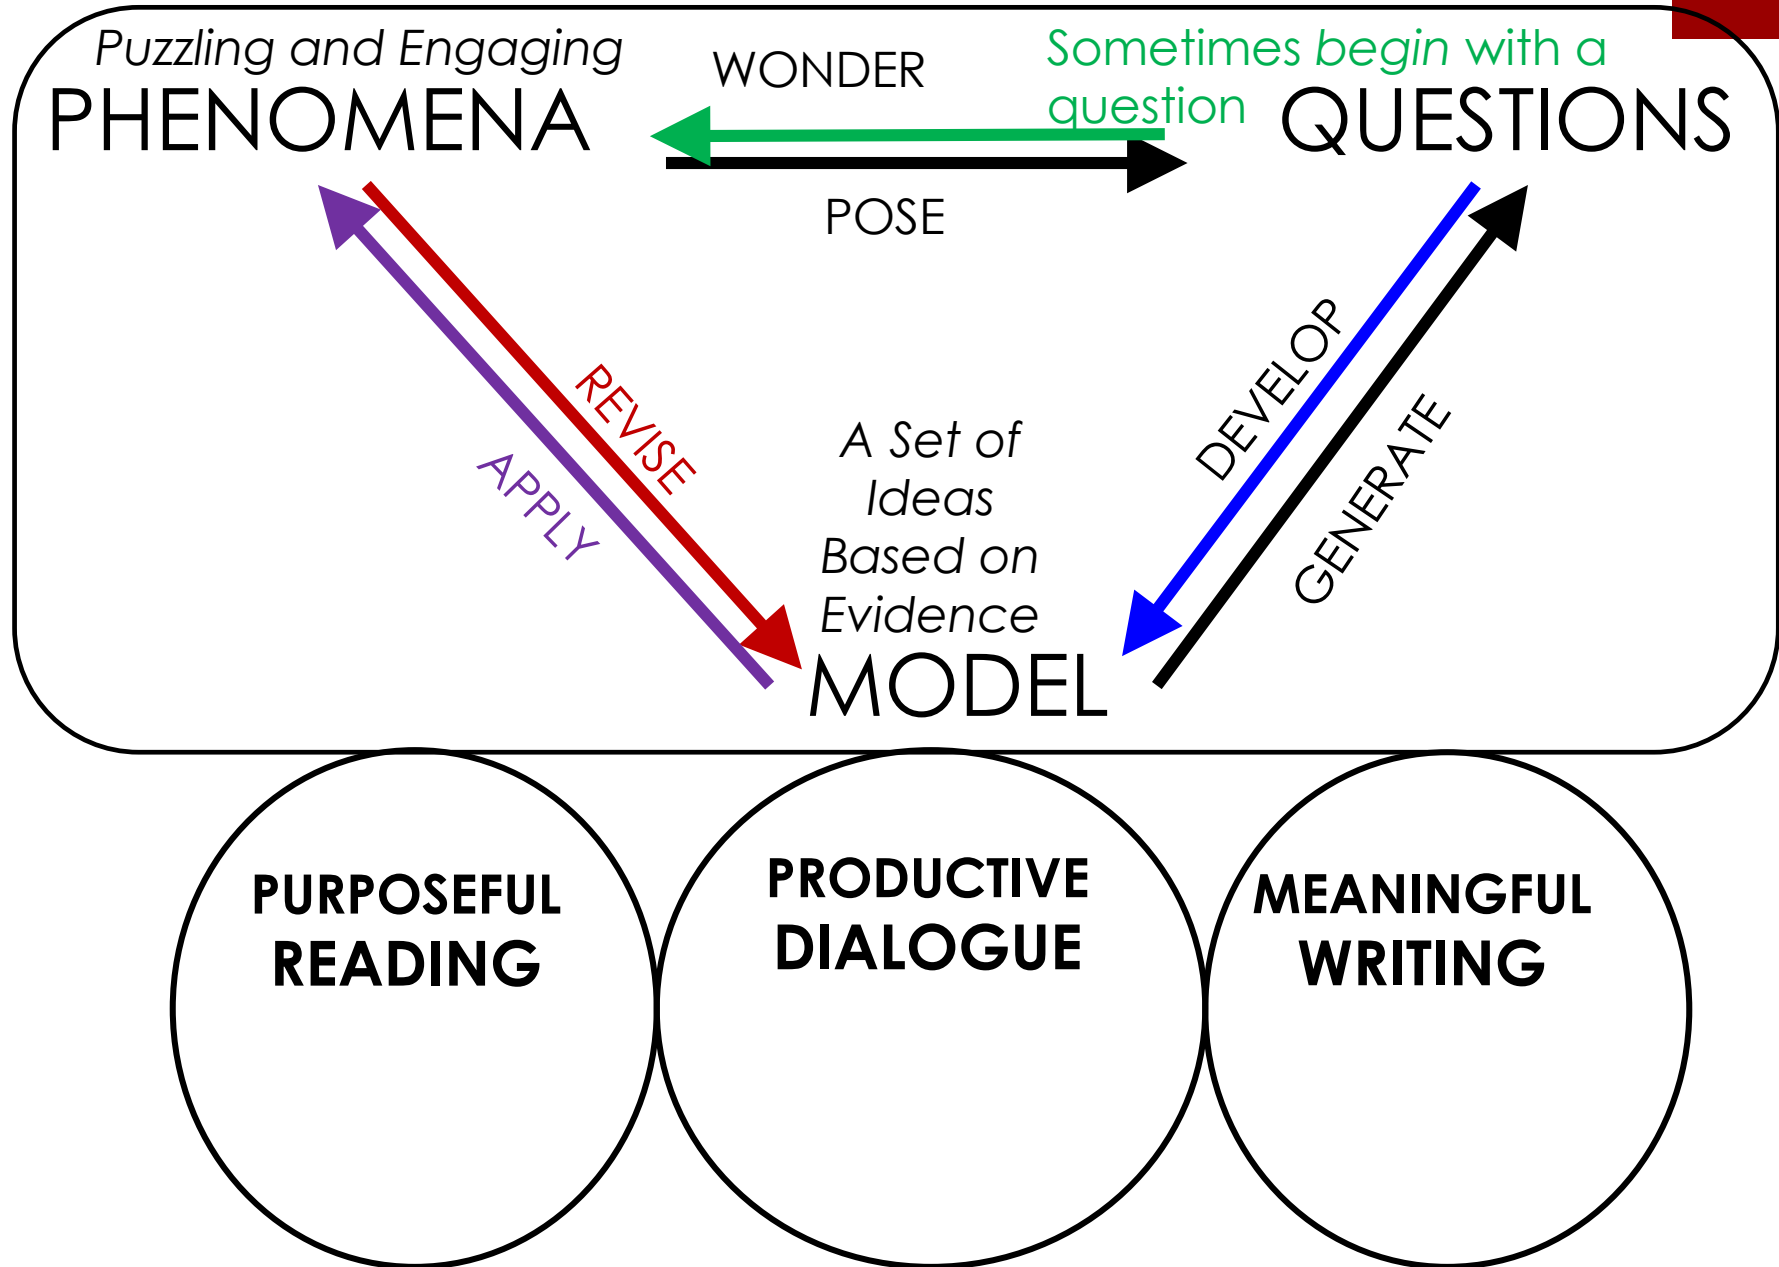 Puzzling and Engaging
PHENOMENA
WONDER
Sometimes begin with a
question
QUESTIONS
POSE
REVISE
APPLY
A Set of
Ideas
Based on
Evidence
MODEL
DEVELOP
GENERATE
PURPOSEFUL
READING
PRODUCTIVE
DIALOGUE
MEANINGFUL
WRITING